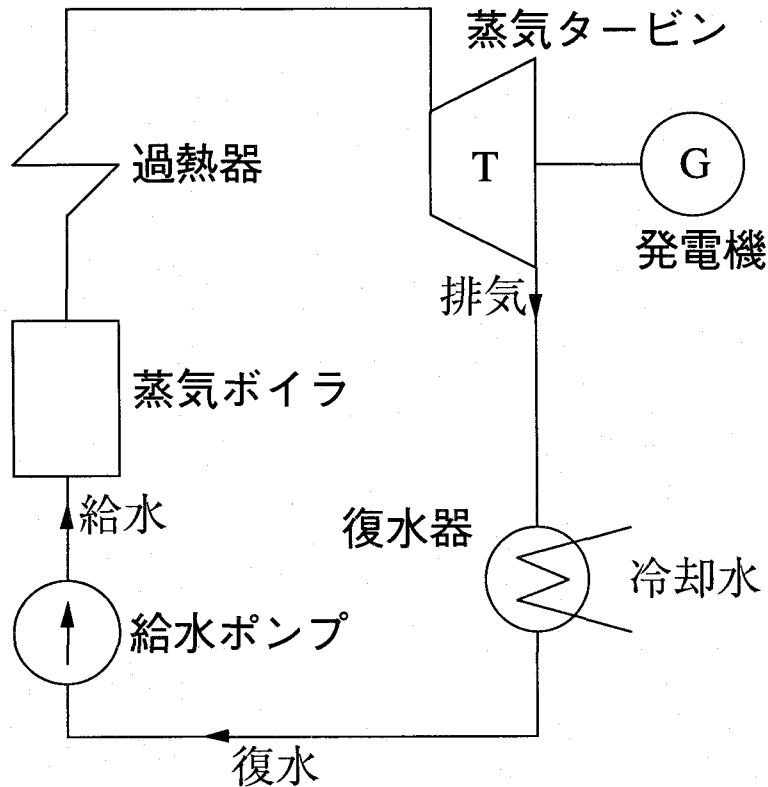 蒸気タービン
過熱器
T
G
発電機
排気
蒸気ボイラ
給水
復水器
冷却水
給水ポンプ
復水